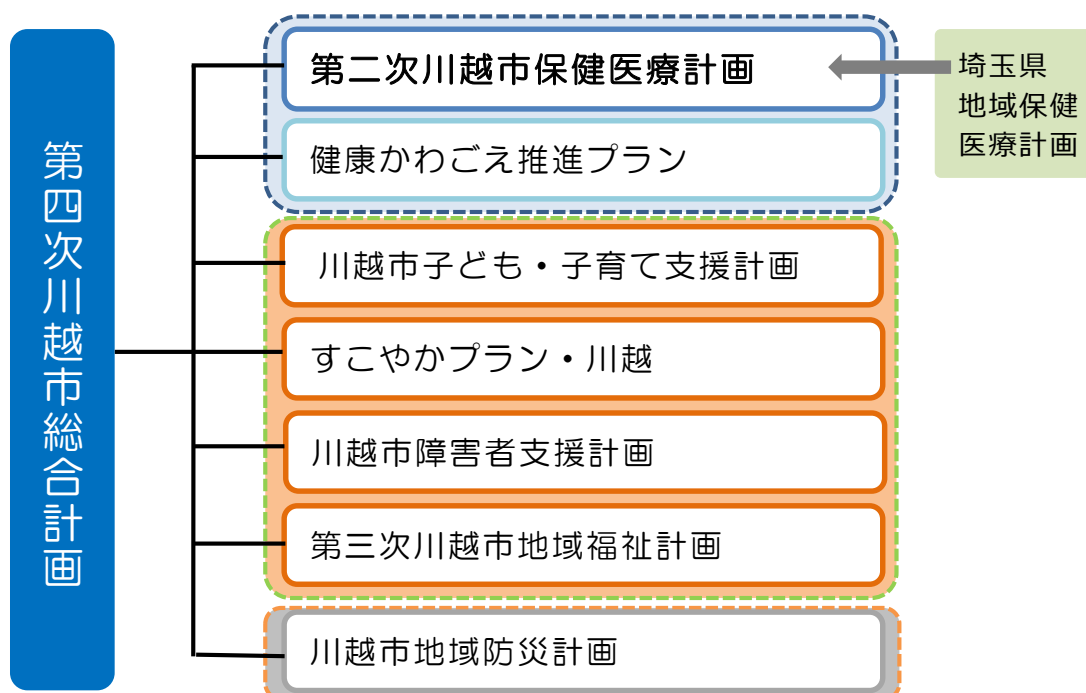 第四次川越市総合計画
第二次川越市保健医療計画
健康かわごえ推進プラン
川越市子ども・子育て支援計画
すこやかプラン・川越
川越市障害者支援計画
第三次川越市地域福祉計画
川越市地域防災計画
埼玉県
地域保健
医療計画